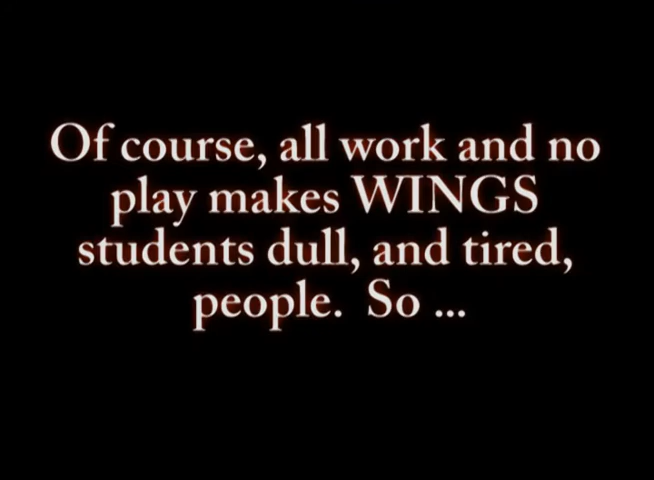 Of course, all work and no
play makes WINGS
students dull, and tired,
people.  So ...